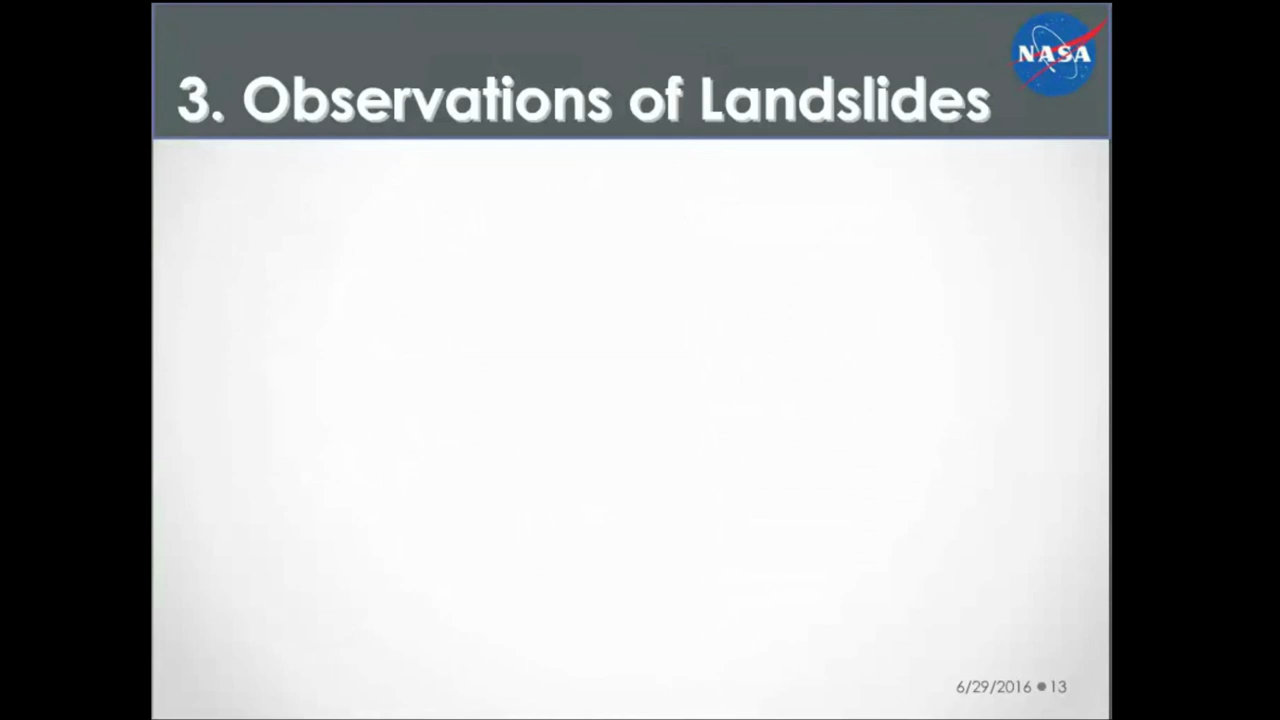 NASA
3. Observations of Landslides
6/29/2016 ● 13